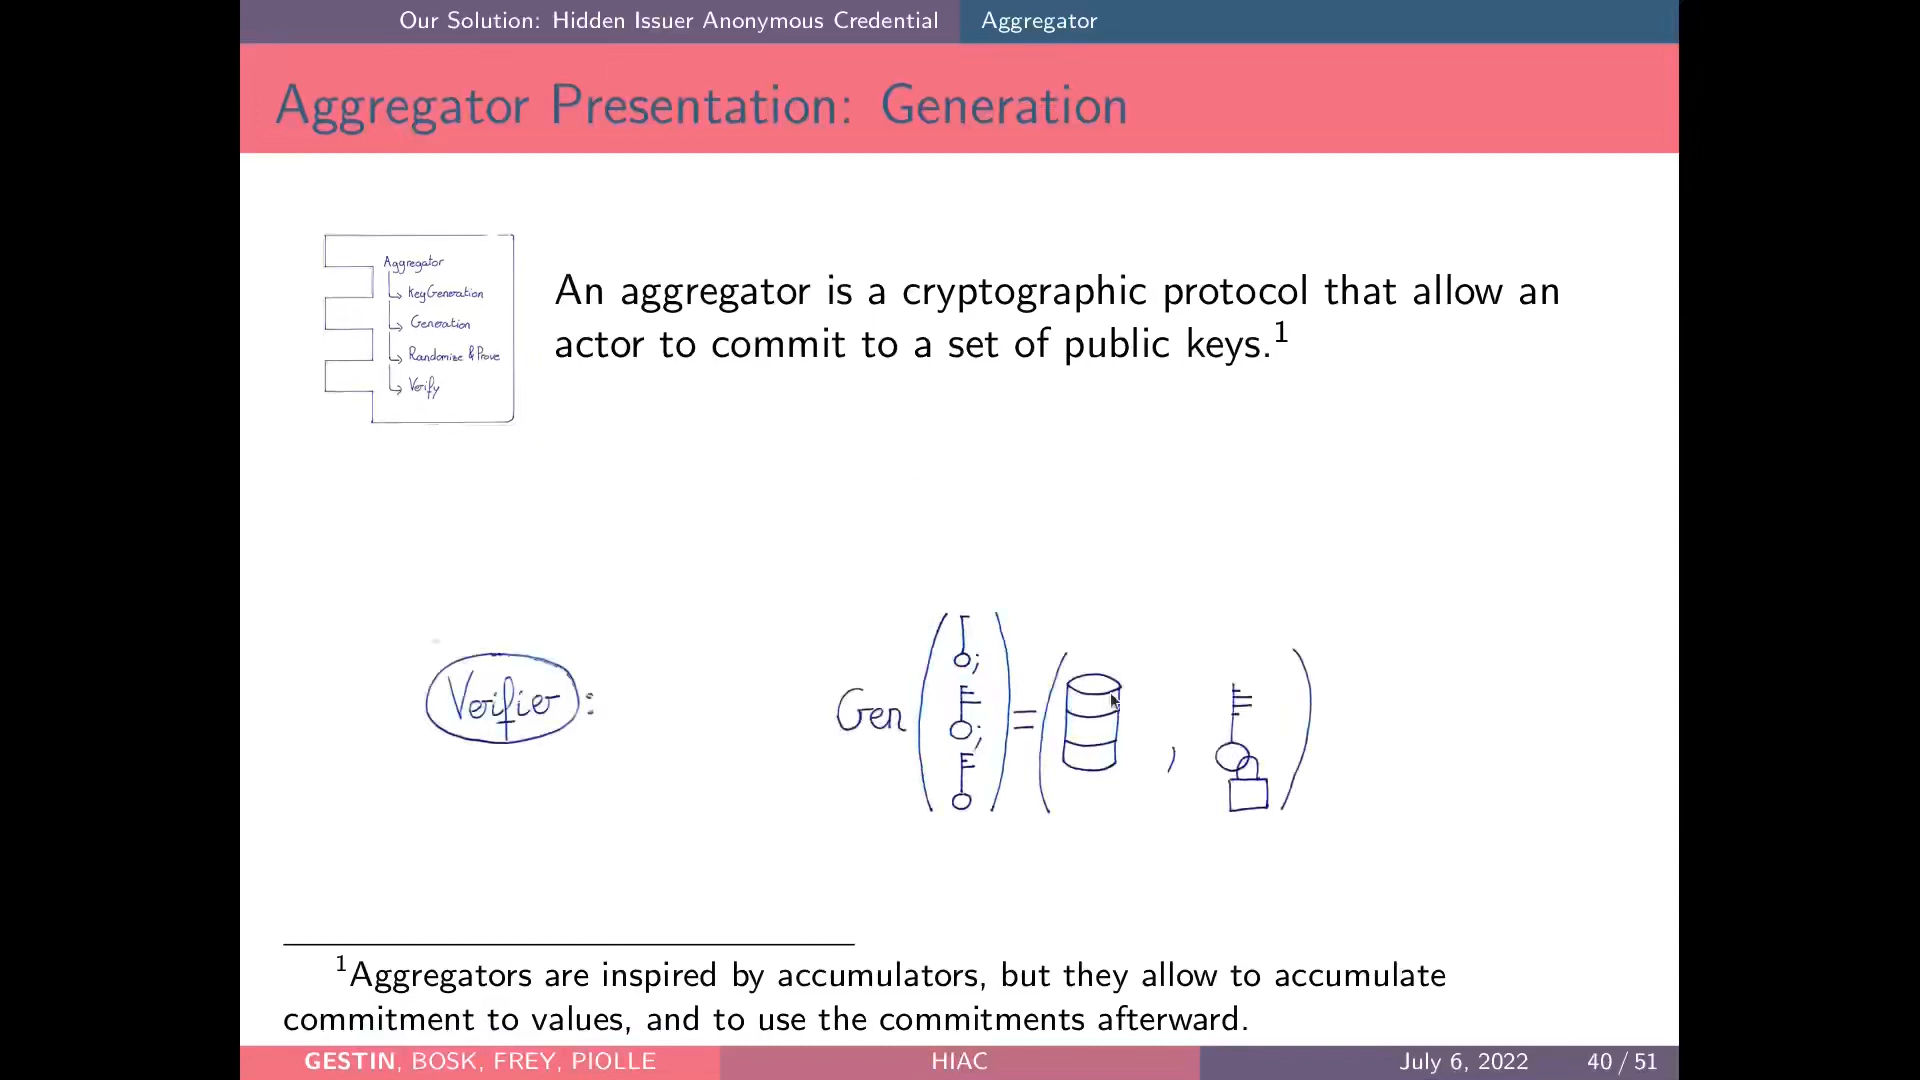 Our Solution: Hidden Issuer Anonymous Credential Aggregator
Aggregator Presentation: Generation
Aggregator
KeyGeneration
Generation
Randomize & Prove
Verify
An aggregator is a cryptographic protocol that allow an
actor to commit to a set of public keys.¹
Verifier :
Gen ( ; ; ) = ( , )
¹Aggregators are inspired by accumulators, but they allow to accumulate
commitment to values, and to use the commitments afterward.
GESTIN, BOSK, FREY, PIOLLE HIAC July 6, 2022 40 / 51